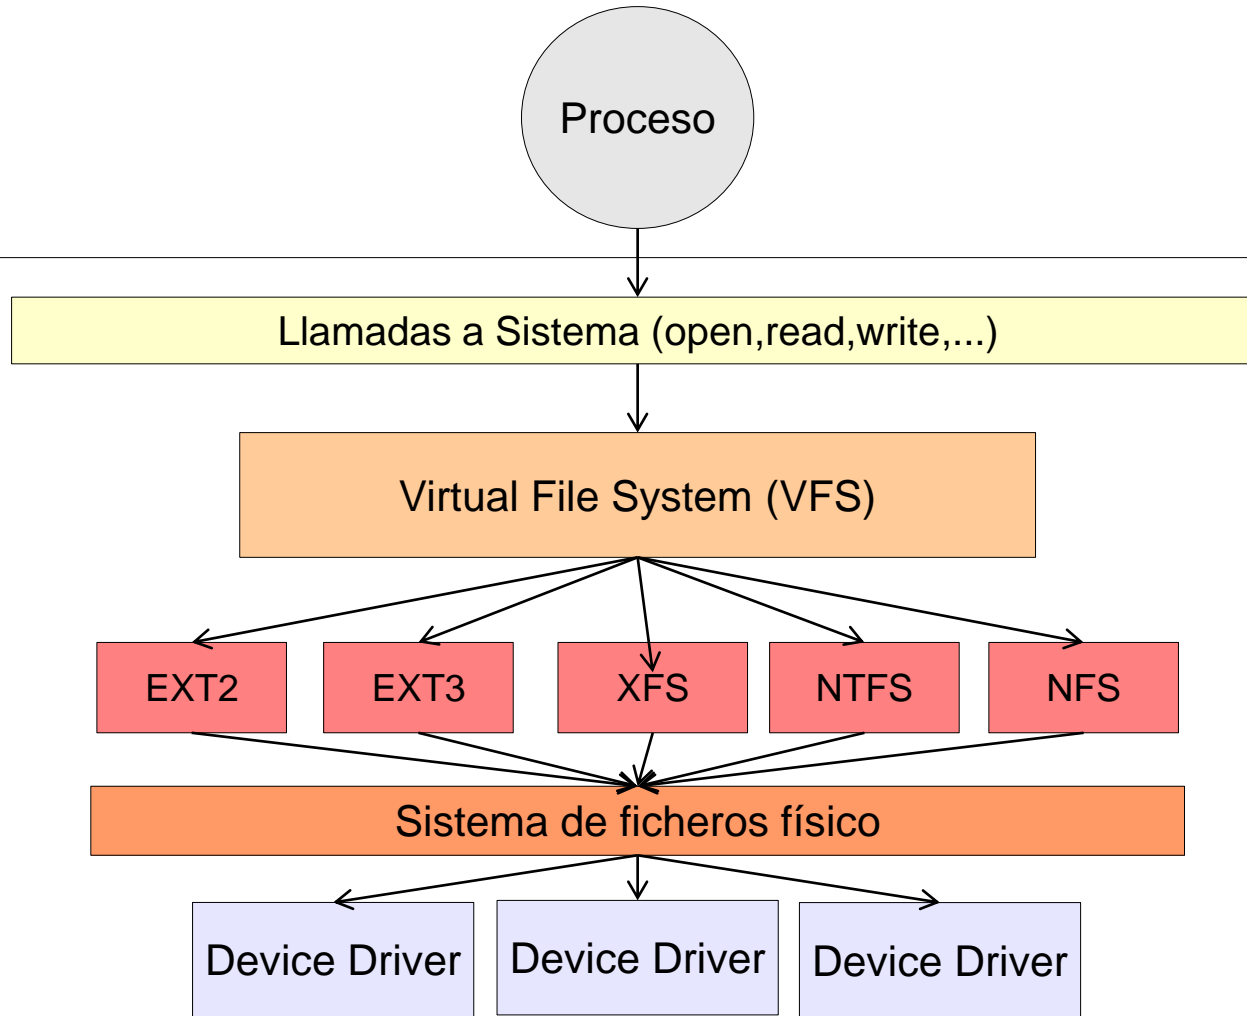 Proceso
Llamadas a Sistema (open,read,write,...)
Virtual File System (VFS)
EXT2
EXT3
XFS
NTFS
NFS
Sistema de ficheros físico
Device Driver
Device Driver
Device Driver